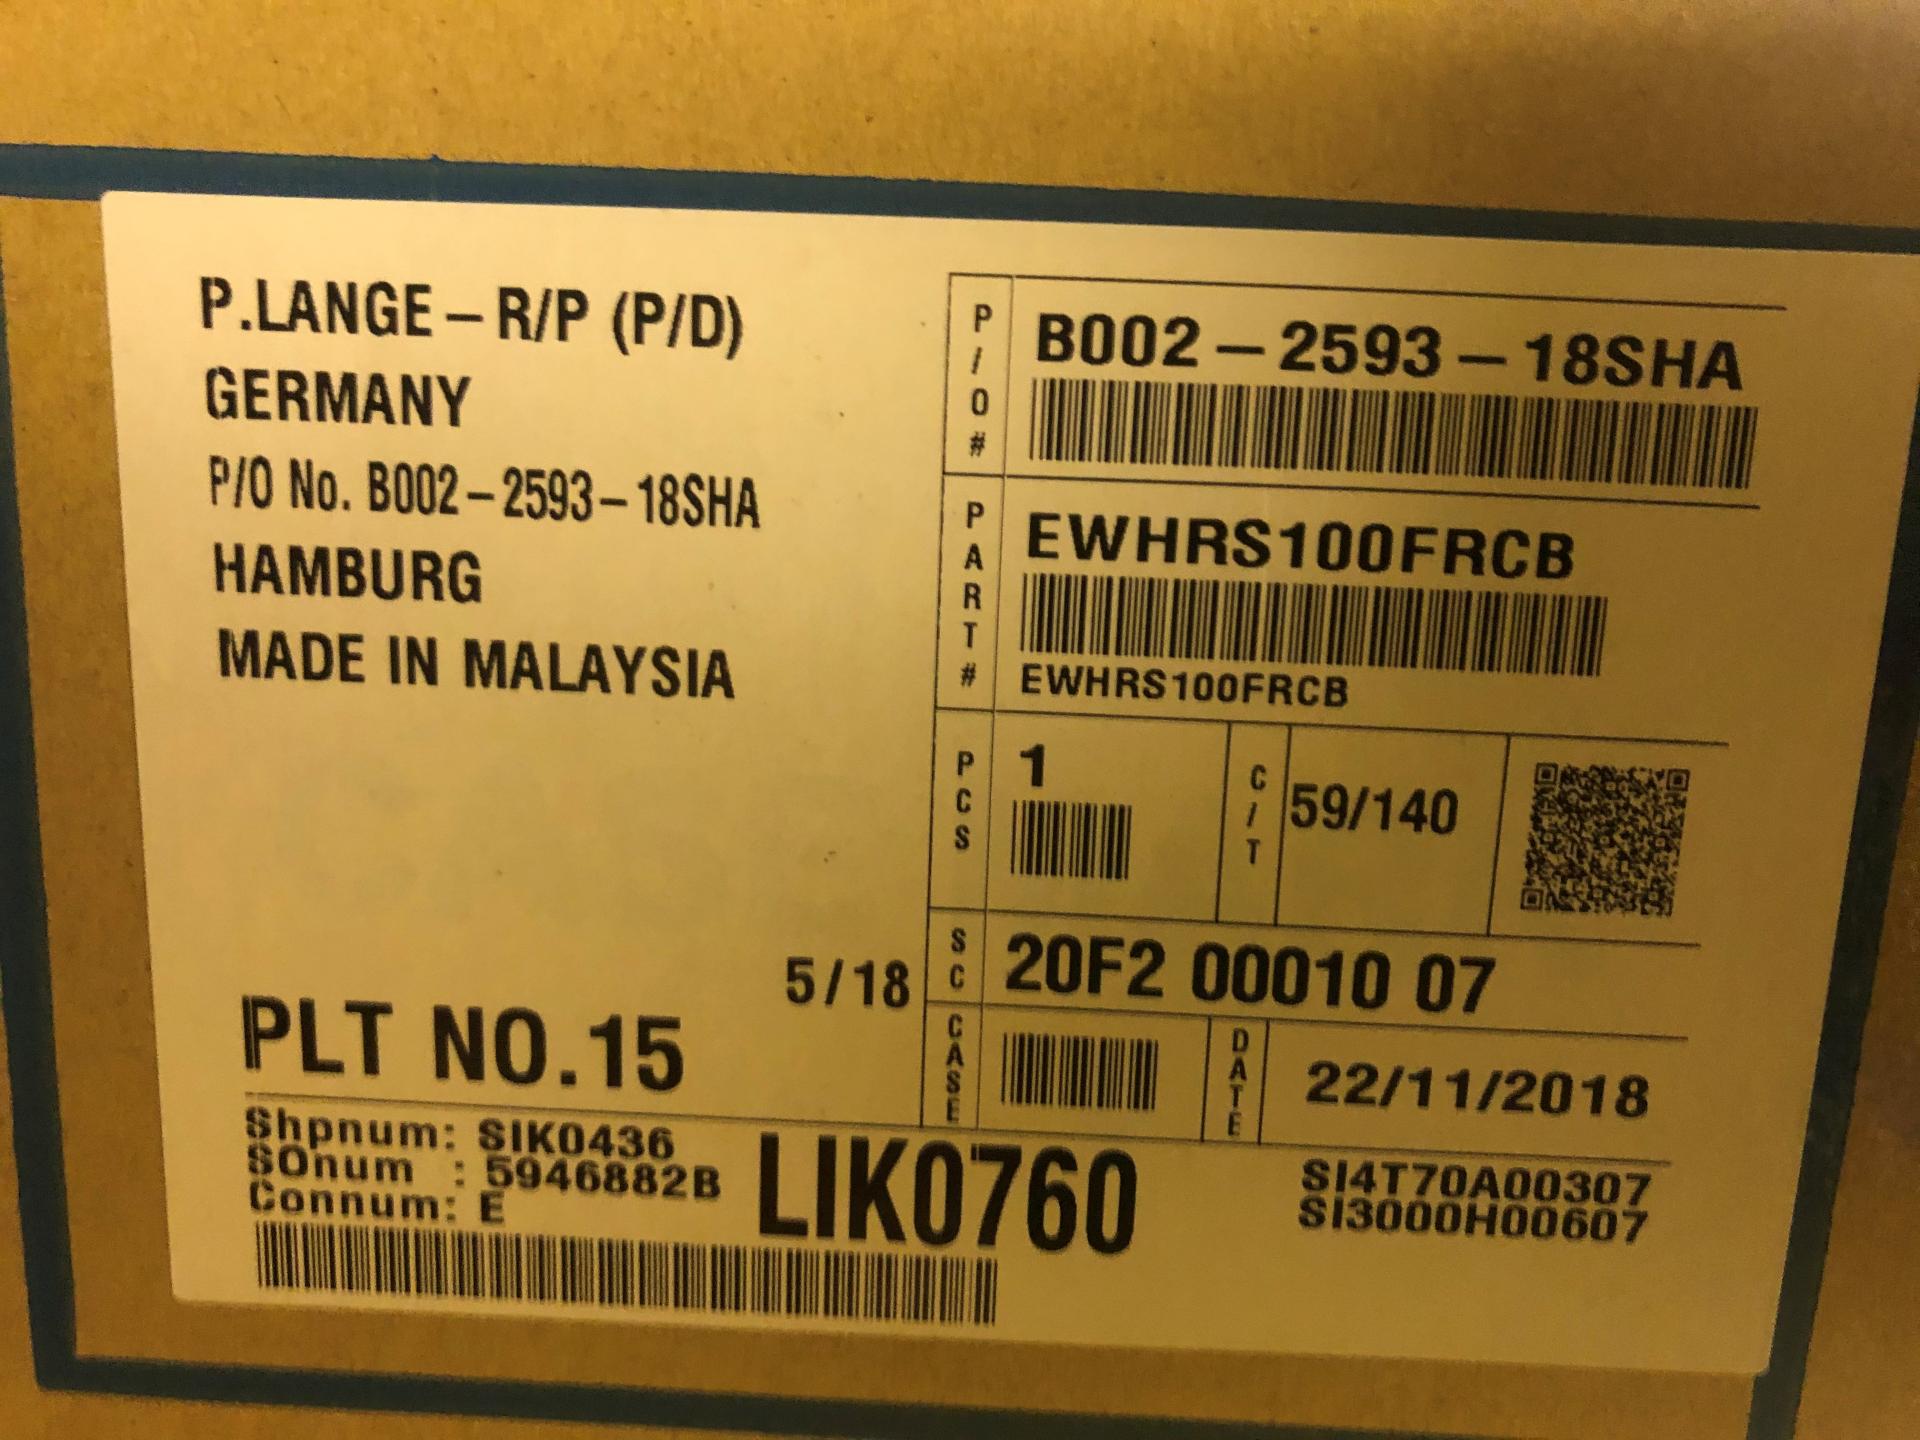 P.LANGE – R/P (P/D)
GERMANY
P/O No. B002–2593–18SHA
HAMBURG
MADE IN MALAYSIA
5/18
PLT NO.15
P/O#
B002–2593–18SHA
PART#
EWHRS100FRCB
EWHRS100FRCB
PCS
1
C/T
59/140
SC
20F2 00010 07
CASE
DATE
22/11/2018
Shpnum: SIK0436
SOnum : 5946882B
Connum: E
LIK0760
SI4T70A00307
SI3000H00607